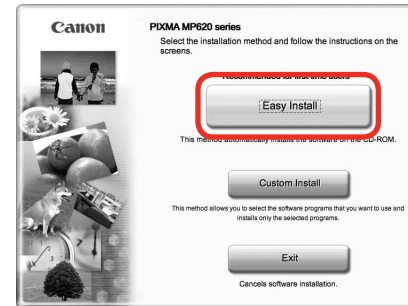 Canon
PIXMA MP620 series
Select the installation method and follow the instructions on the
screens.
Recommended for first time users
Easy Install
This method automatically installs the software on the CD-ROM.
Custom Install
This method allows you to select the software programs that you want to use and
installs only the selected programs.
Exit
Cancels software installation.